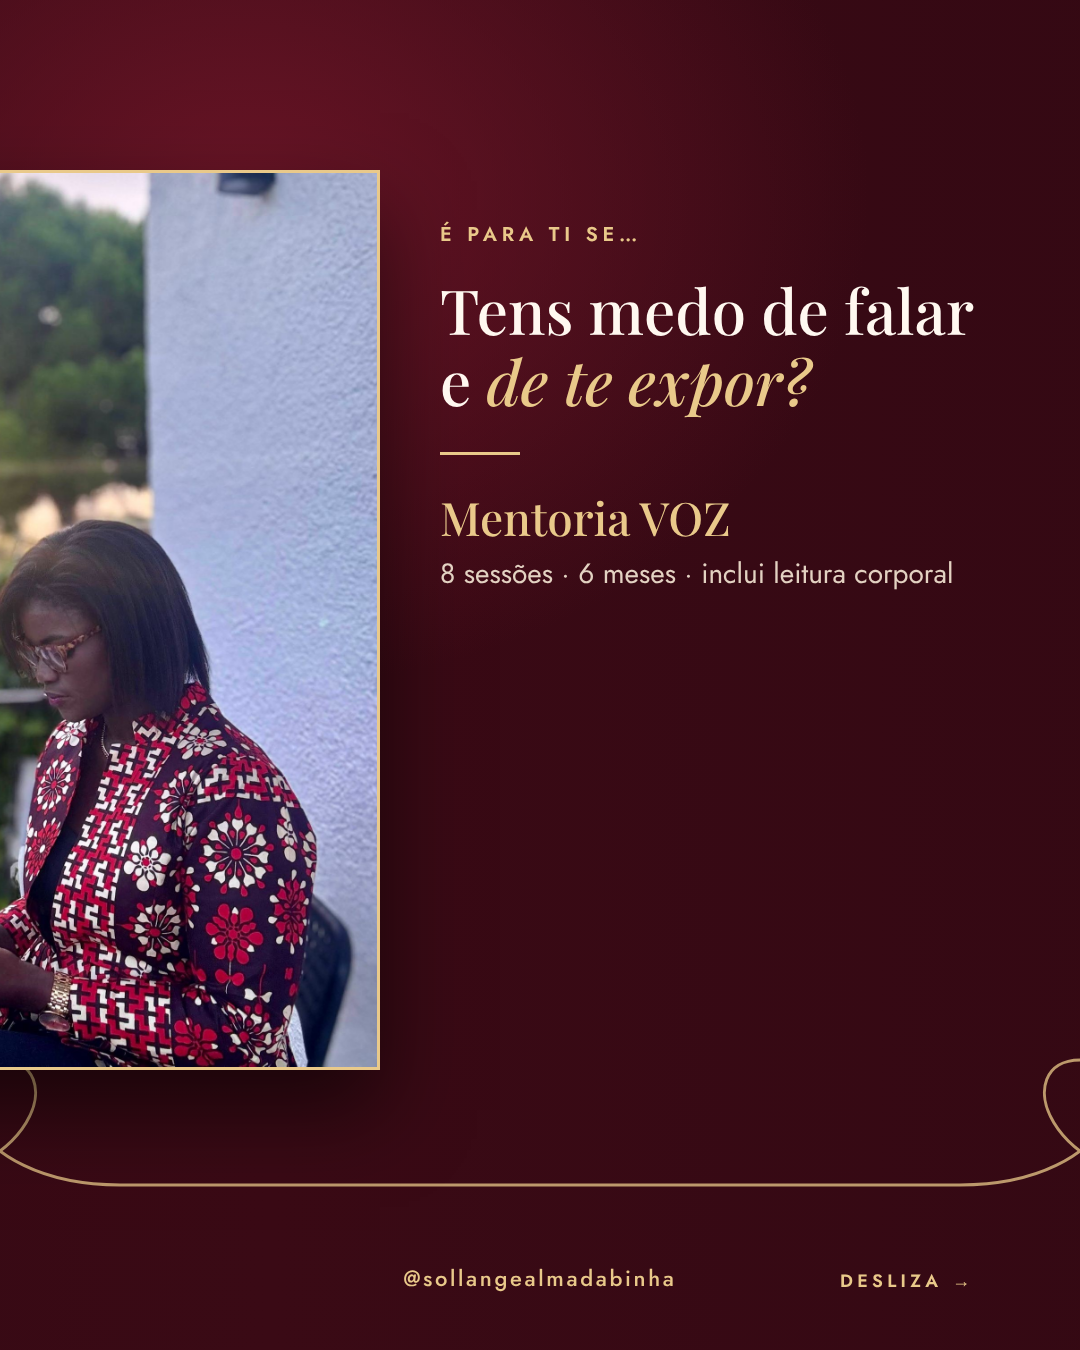 É PARA TI SE…
Tens medo de falar
e de te expor?
Mentoria VOZ
8 sessões · 6 meses · inclui leitura corporal
@sollangealmadabinha
DESLIZA →